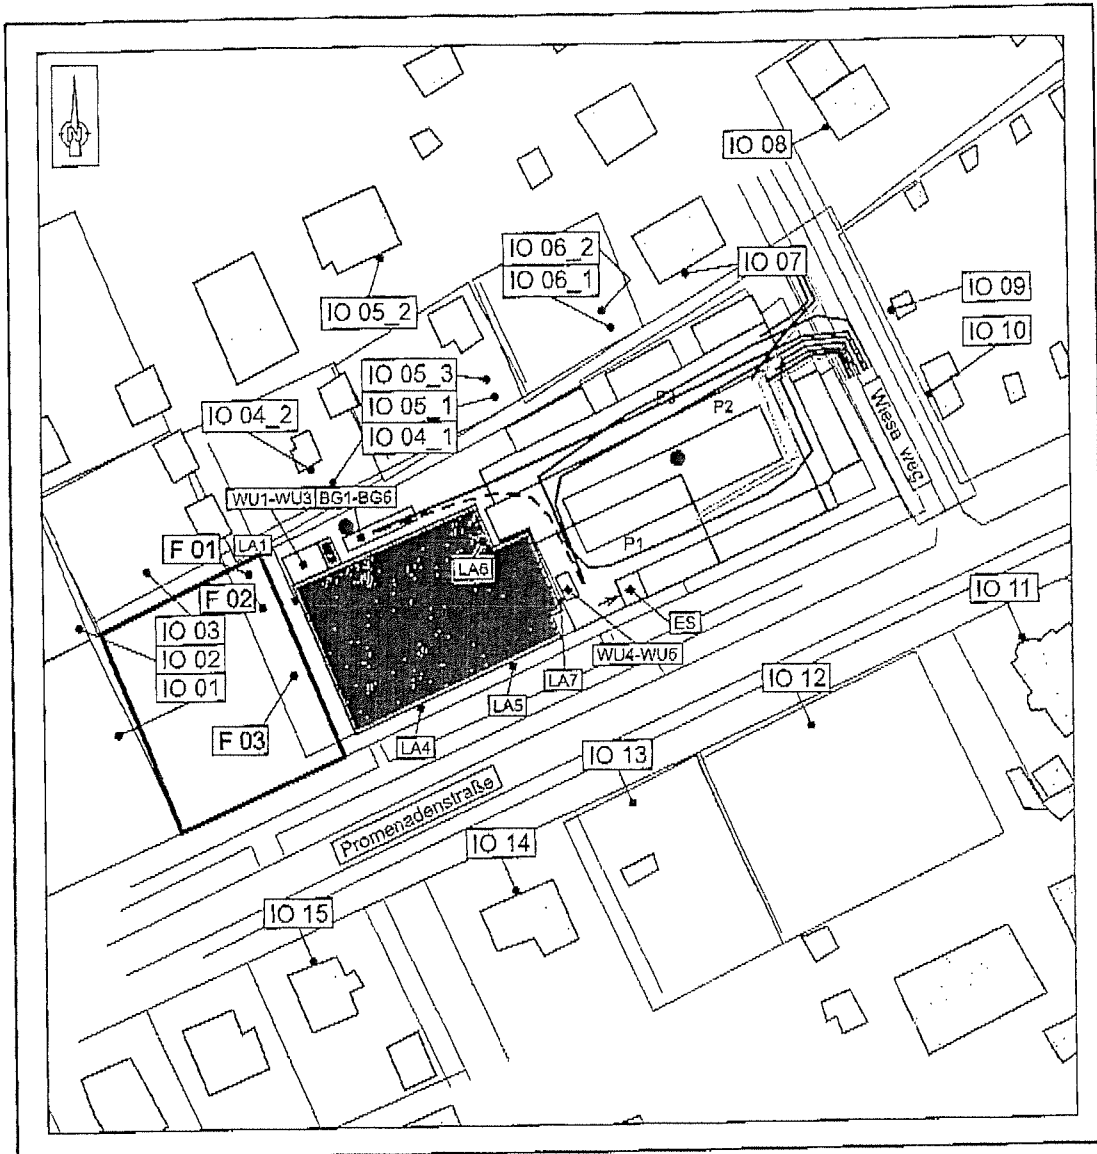 N
IO 08
IO 06_2
IO 06_1
IO 07
IO 05_2
IO 09
IO 10
IO 05_3
IO 05_1
IO 04_1
IO 04_2
P3
P2
WU1-WU3
BG1-BG6
F 01
LA1
LA6
P1
F 02
ES
IO 11
IO 03
IO 02
IO 01
WU4-WU6
LA7
IO 12
LA5
F 03
LA4
IO 13
Promenadenstraße
IO 14
IO 15